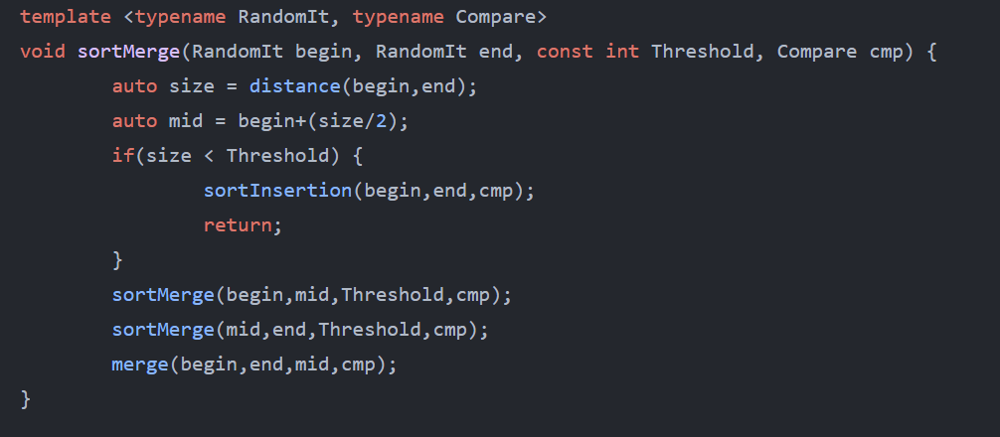 template <typename RandomIt, typename Compare>
void sortMerge(RandomIt begin, RandomIt end, const int Threshold, Compare cmp) {
        auto size = distance(begin,end);
        auto mid = begin+(size/2);
        if(size < Threshold) {
                sortInsertion(begin,end,cmp);
                return;
        }
        sortMerge(begin,mid,Threshold,cmp);
        sortMerge(mid,end,Threshold,cmp);
        merge(begin,end,mid,cmp);
}